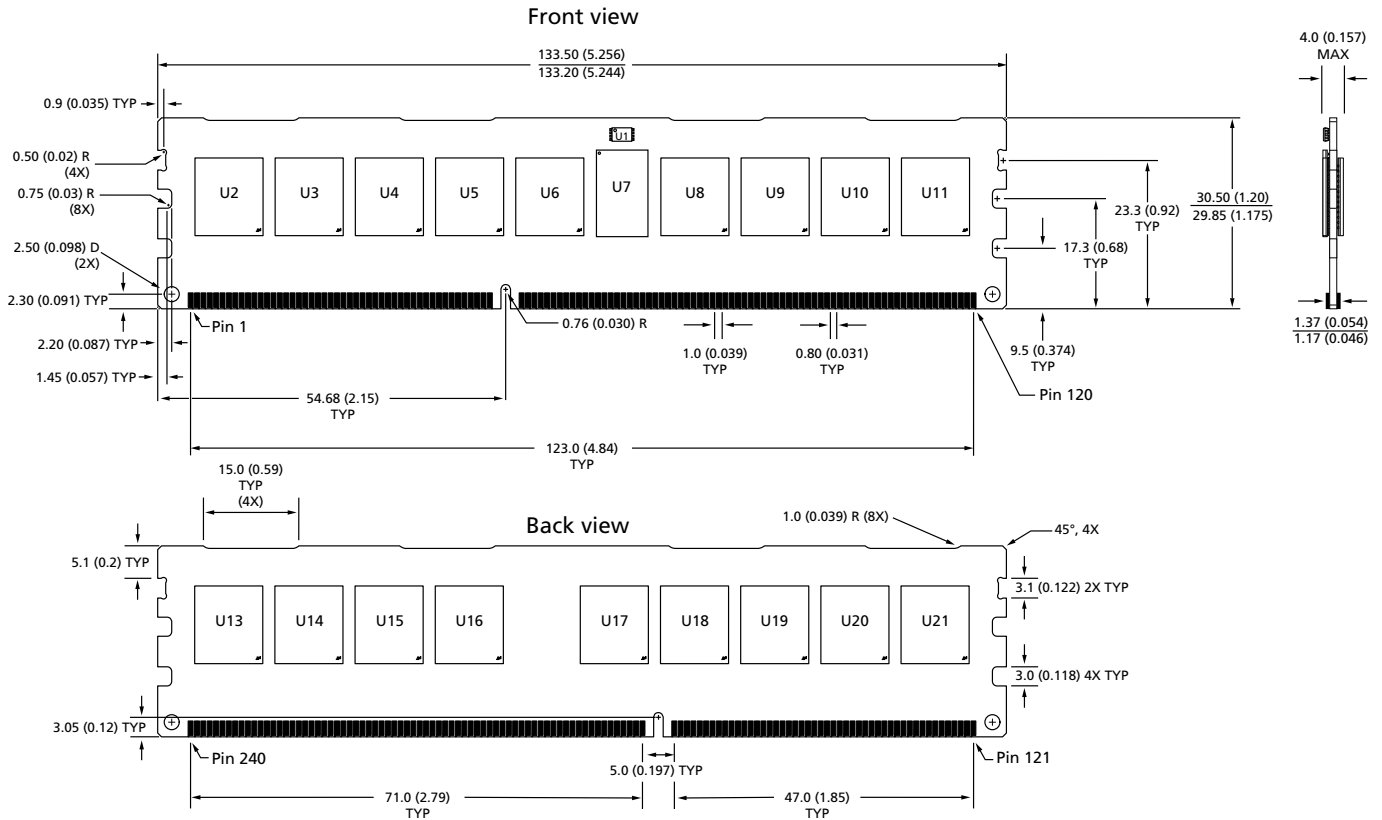 Front view
133.50 (5.256)
133.20 (5.244)
4.0 (0.157)
MAX
0.9 (0.035) TYP
0.50 (0.02) R
(4X)
0.75 (0.03) R
(8X)
2.50 (0.098) D
(2X)
2.30 (0.091) TYP
2.20 (0.087) TYP
1.45 (0.057) TYP
U1
U2
U3
U4
U5
U6
U7
U8
U9
U10
U11
23.3 (0.92)
TYP
30.50 (1.20)
29.85 (1.175)
17.3 (0.68)
TYP
Pin 1
0.76 (0.030) R
1.0 (0.039)
TYP
0.80 (0.031)
TYP
9.5 (0.374)
TYP
1.37 (0.054)
1.17 (0.046)
54.68 (2.15)
TYP
Pin 120
123.0 (4.84)
TYP
15.0 (0.59)
TYP
(4X)
Back view
1.0 (0.039) R (8X)
45°, 4X
5.1 (0.2) TYP
3.1 (0.122) 2X TYP
U13
U14
U15
U16
U17
U18
U19
U20
U21
3.0 (0.118) 4X TYP
3.05 (0.12) TYP
Pin 240
5.0 (0.197) TYP
Pin 121
71.0 (2.79)
TYP
47.0 (1.85)
TYP